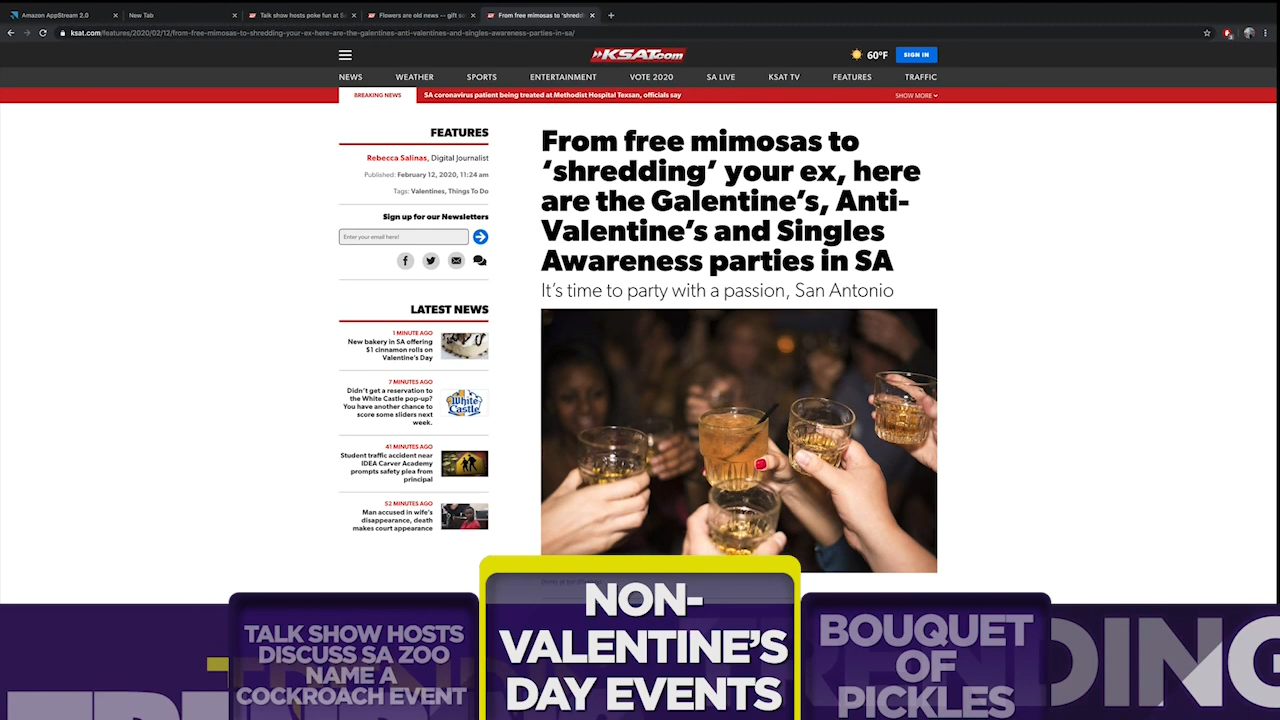 Amazon AppStream 2.0
New Tab
Talk show hosts poke fun at S
Flowers are old news -- gift so
From free mimosas to 'shreddi
ksat.com/features/2020/02/12/from-free-mimosas-to-shredding-your-ex-here-are-the-galentines-anti-valentines-and-singles-awareness-parties-in-sa/
KSAT.com
60°F
SIGN IN
NEWS
WEATHER
SPORTS
ENTERTAINMENT
VOTE 2020
SA LIVE
KSAT TV
FEATURES
TRAFFIC
BREAKING NEWS
SA coronavirus patient being treated at Methodist Hospital Texsan, officials say
SHOW MORE
FEATURES
Rebecca Salinas, Digital Journalist
Published: February 12, 2020, 11:24 am
Tags: Valentines, Things To Do
Sign up for our Newsletters
Enter your email here!
LATEST NEWS
1 MINUTE AGO
New bakery in SA offering
$1 cinnamon rolls on
Valentine's Day
7 MINUTES AGO
Didn't get a reservation to
the White Castle pop-up?
You have another chance to
score some sliders next
week.
White
Castle
41 MINUTES AGO
Student traffic accident near
IDEA Carver Academy
prompts safety plea from
principal
52 MINUTES AGO
Man accused in wife's
disappearance, death
makes court appearance
From free mimosas to
‘shredding’ your ex, here
are the Galentine’s, Anti-
Valentine’s and Singles
Awareness parties in SA
It’s time to party with a passion, San Antonio
TALK SHOW HOSTS
DISCUSS SA ZOO
NAME A
COCKROACH EVENT
NON-
VALENTINE'S
DAY EVENTS
BOUQUET
OF
PICKLES